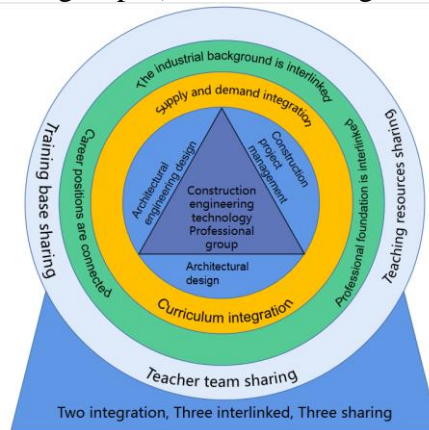 The industrial background is interlinked
Supply and demand integration
Training base sharing
Career positions are connected
Architectural
engineering design
Construction
project
management
Professional foundation is interlinked
Teaching resources sharing
Construction
engineering
technology
Professional
group
Architectural
design
Curriculum integration
Teacher team sharing
Two integration, Three interlinked, Three sharing